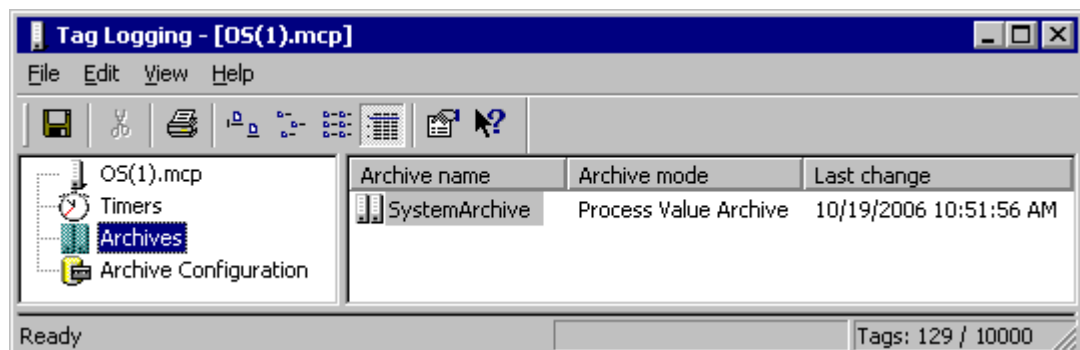 Tag Logging - [OS(1).mcp]
File Edit View Help
OS(1).mcp
Timers
Archives
Archive Configuration
Archive name Archive mode Last change
SystemArchive Process Value Archive 10/19/2006 10:51:56 AM
Ready Tags: 129 / 10000